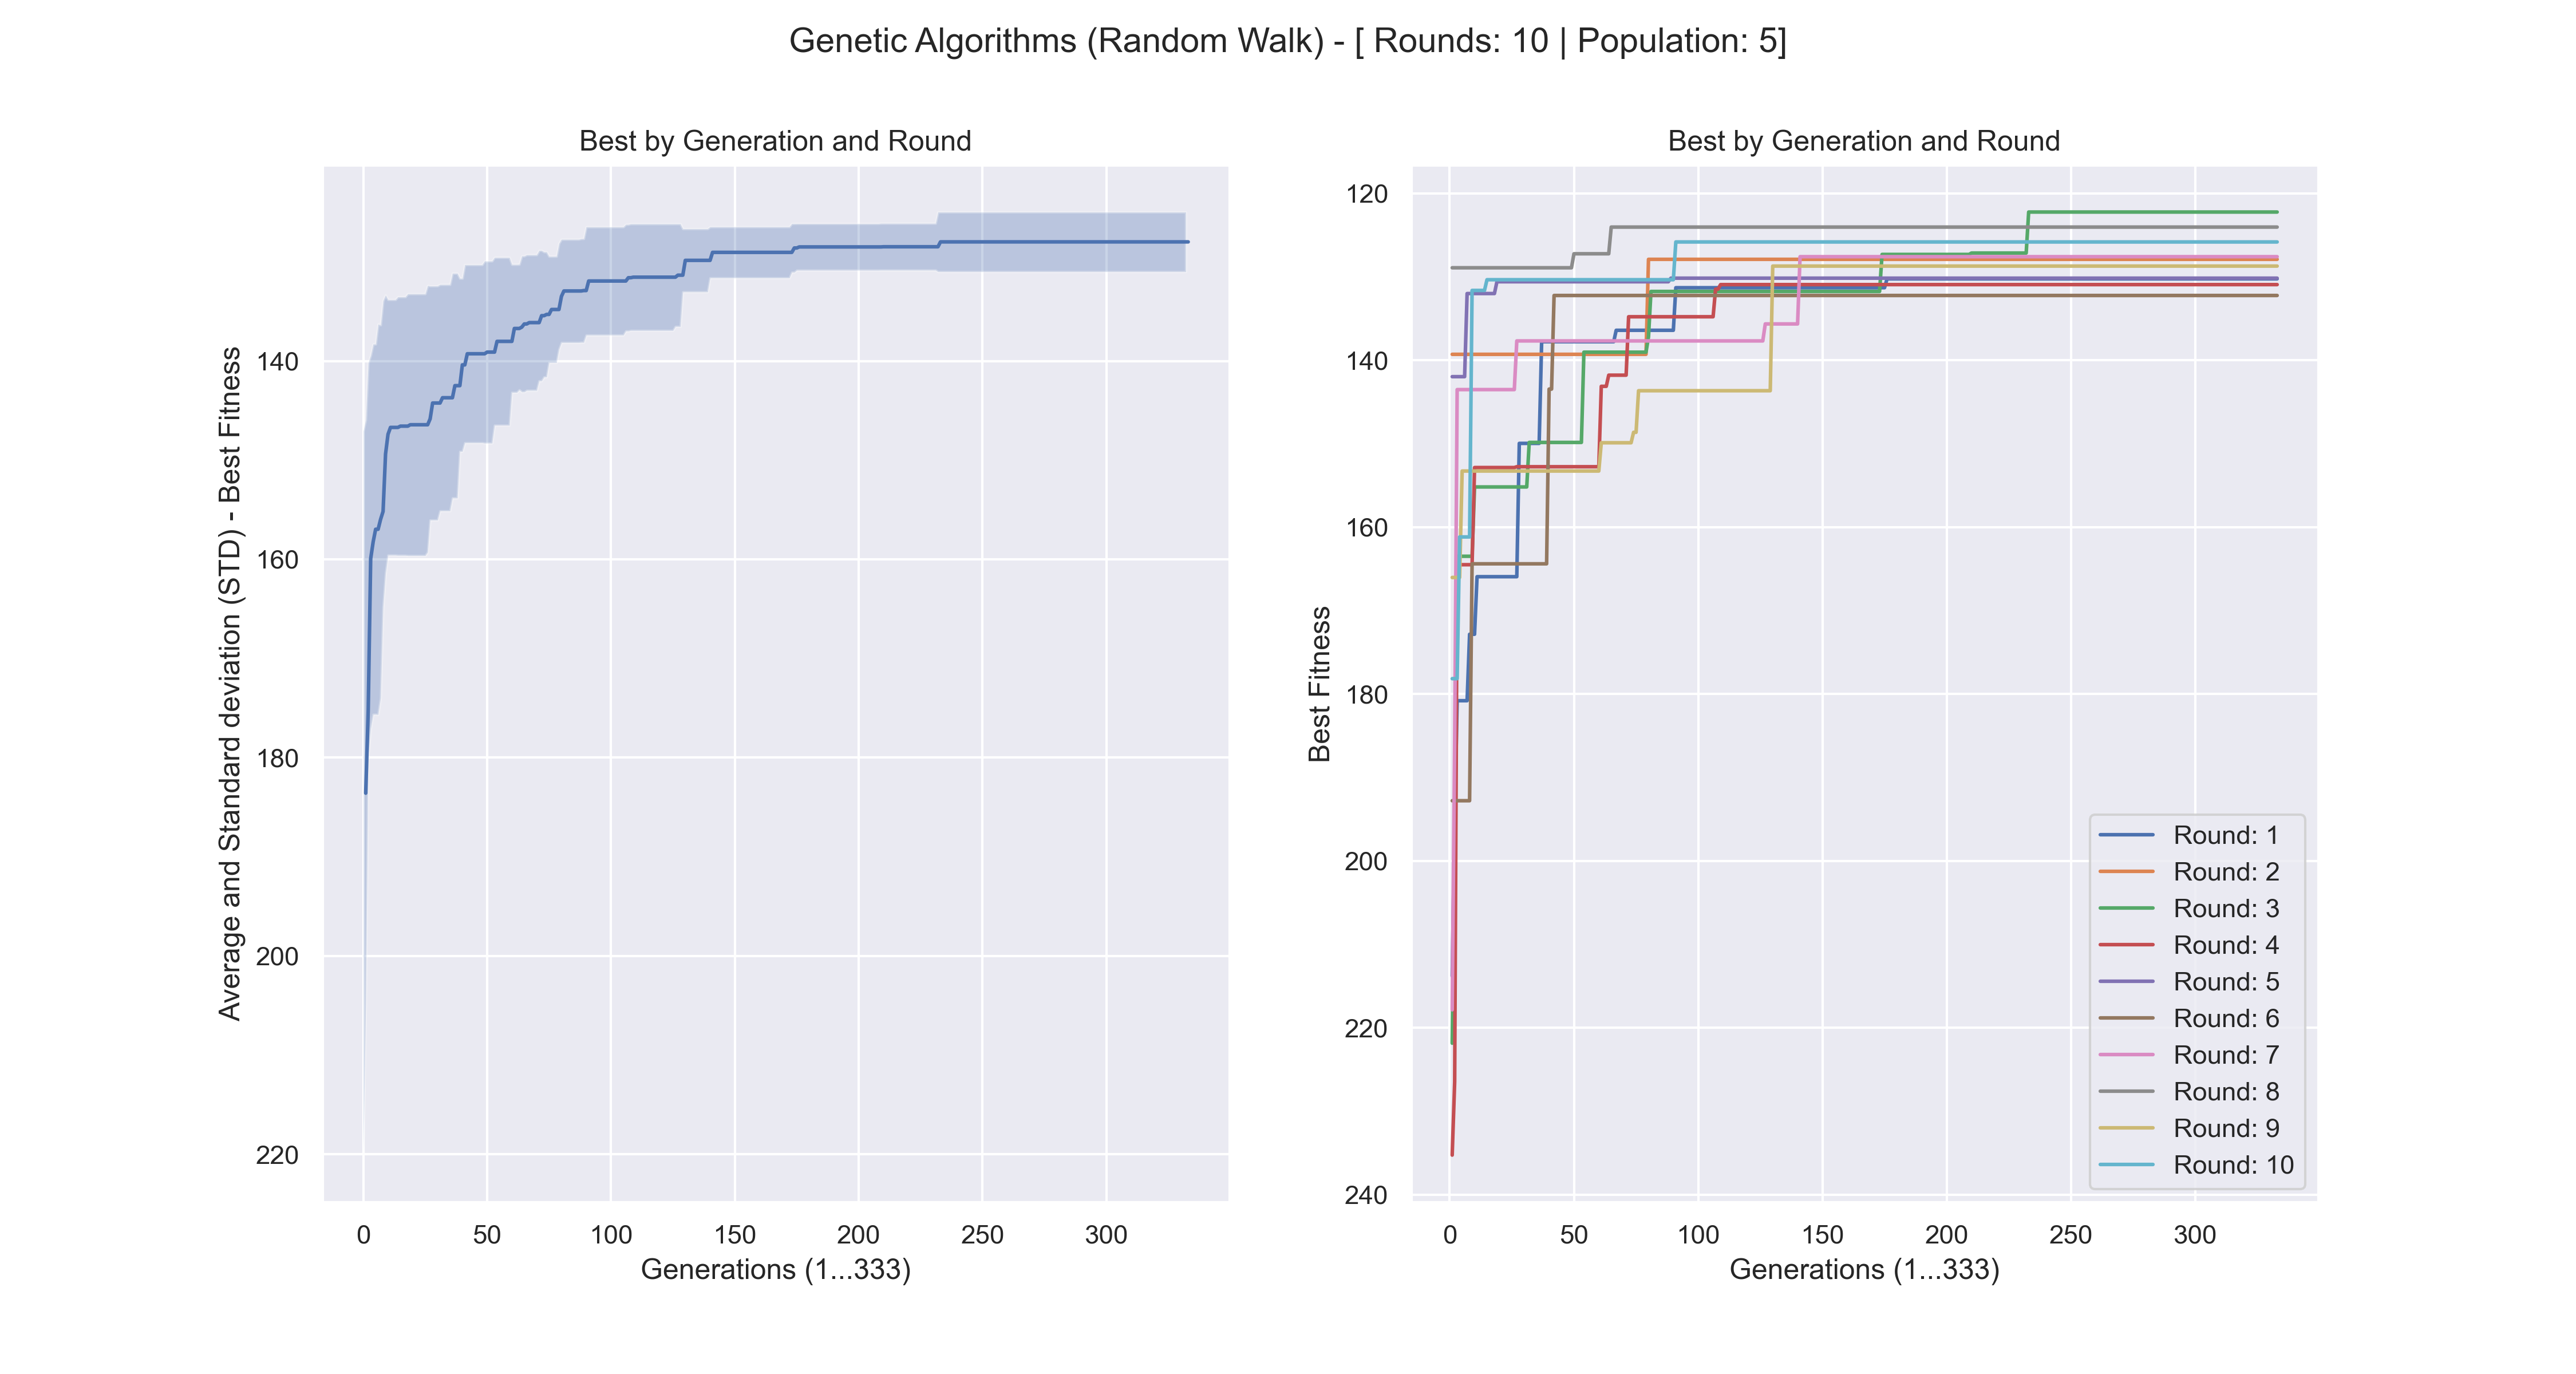 Genetic Algorithms (Random Walk) - [ Rounds: 10 | Population: 5]
Best by Generation and Round
Average and Standard deviation (STD) - Best Fitness
140
160
180
200
220
0 50 100 150 200 250 300
Generations (1...333)
Best by Generation and Round
Best Fitness
120
140
160
180
200
220
240
Round: 1
Round: 2
Round: 3
Round: 4
Round: 5
Round: 6
Round: 7
Round: 8
Round: 9
Round: 10
0 50 100 150 200 250 300
Generations (1...333)